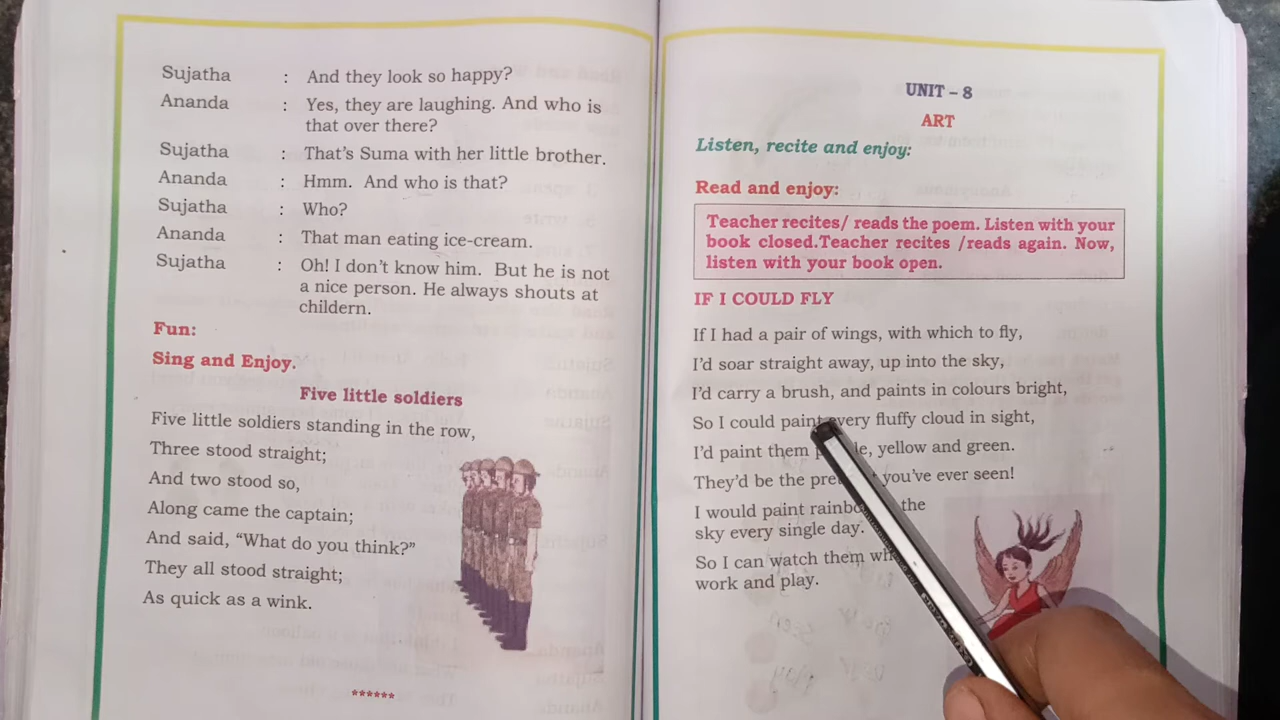 Sujatha : And they look so happy?
Ananda : Yes, they are laughing. And who is
that over there?
Sujatha : That's Suma with her little brother.
Ananda : Hmm. And who is that?
Sujatha : Who?
Ananda : That man eating ice-cream.
Sujatha : Oh! I don't know him. But he is not
a nice person. He always shouts at
childern.
Fun:
Sing and Enjoy.
Five little soldiers
Five little soldiers standing in the row,
Three stood straight;
And two stood so,
Along came the captain;
And said, "What do you think?"
They all stood straight;
As quick as a wink.
******
UNIT – 8
ART
Listen, recite and enjoy:
Read and enjoy:
Teacher recites/ reads the poem. Listen with your
book closed.Teacher recites /reads again. Now,
listen with your book open.
IF I COULD FLY
If I had a pair of wings, with which to fly,
I'd soar straight away, up into the sky,
I'd carry a brush, and paints in colours bright,
So I could paint every fluffy cloud in sight,
I'd paint them yellow and green.
They'd be the you've ever seen!
I would paint the
sky every single day.
So I can watch them
work and play.